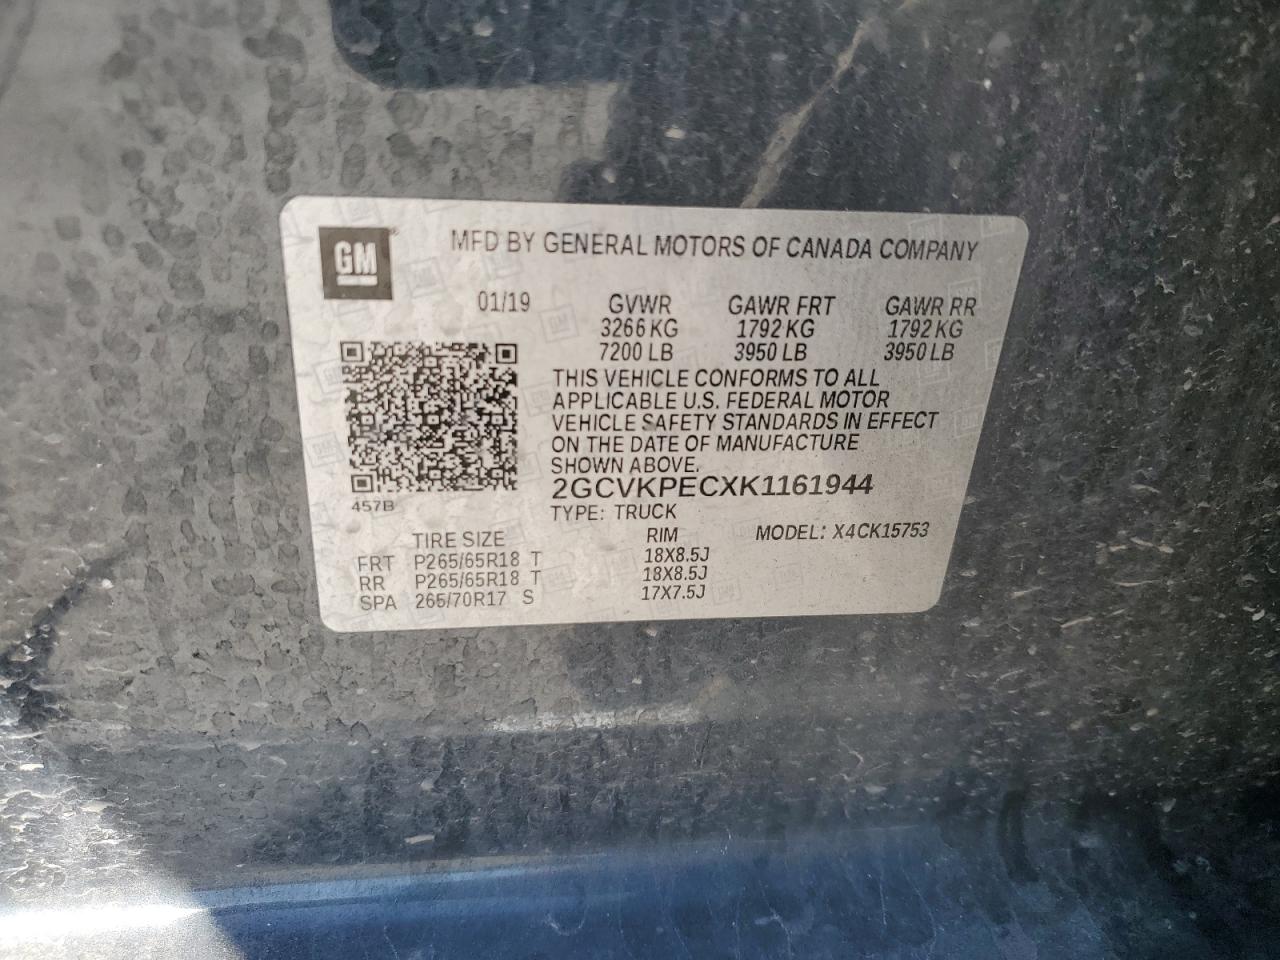 GM
MFD BY GENERAL MOTORS OF CANADA COMPANY
01/19 GVWR GAWR FRT GAWR RR
3266 KG 1792 KG 1792 KG
7200 LB 3950 LB 3950 LB
THIS VEHICLE CONFORMS TO ALL
APPLICABLE U.S. FEDERAL MOTOR
VEHICLE SAFETY STANDARDS IN EFFECT
ON THE DATE OF MANUFACTURE
SHOWN ABOVE.
2GCVKPECXK1161944
457B
TYPE: TRUCK
TIRE SIZE RIM MODEL: X4CK15753
FRT P265/65R18 T 18X8.5J
RR P265/65R18 T 18X8.5J
SPA 265/70R17 S 17X7.5J